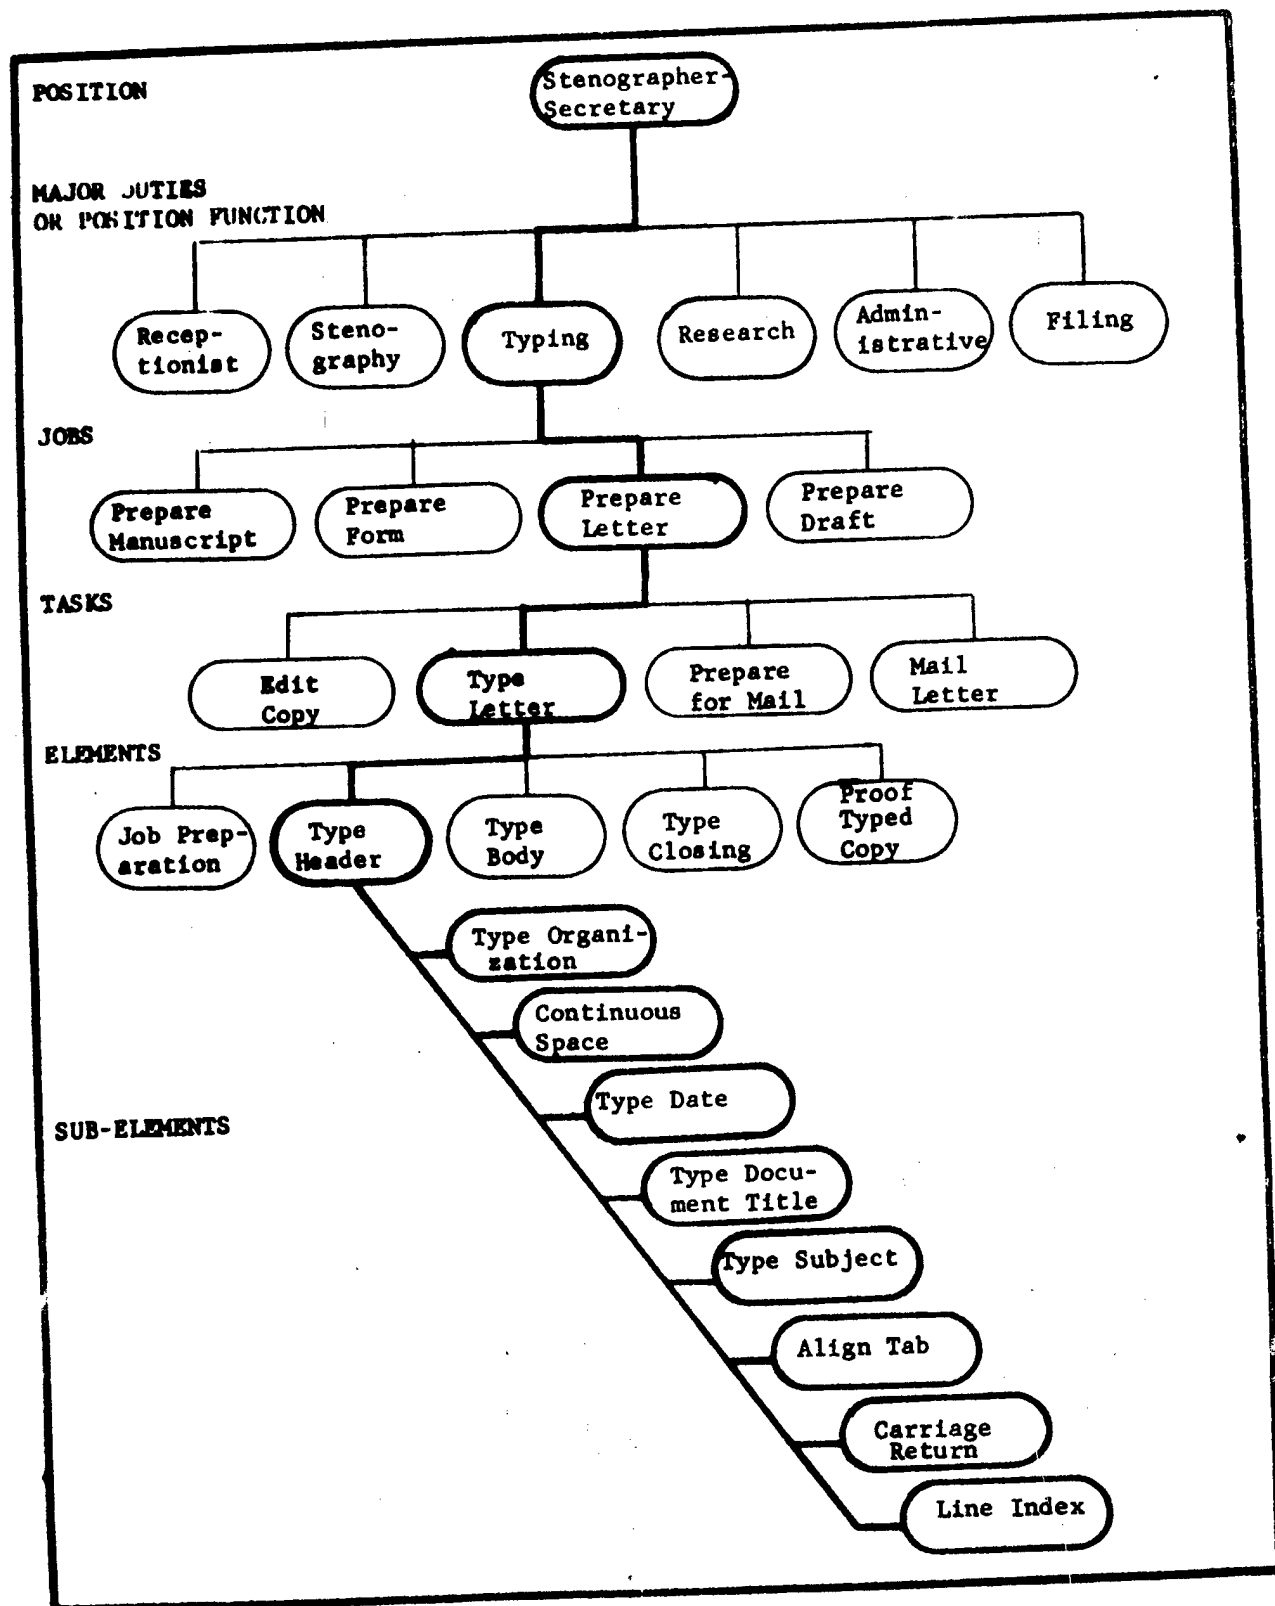 POSITION
Stenographer-
Secretary
MAJOR DUTIES
OR POSITION FUNCTION
Recep-
tionist
Steno-
graphy
Typing
Research
Admin-
istrative
Filing
JOBS
Prepare
Manuscript
Prepare
Form
Prepare
Letter
Prepare
Draft
TASKS
Edit
Copy
Type
Letter
Prepare
for Mail
Mail
Letter
ELEMENTS
Job Prep-
aration
Type
Header
Type
Body
Type
Closing
Proof
Typed
Copy
Type Organi-
zation
Continuous
Space
Type Date
SUB-ELEMENTS
Type Docu-
ment Title
Type Subject
Align Tab
Carriage
Return
Line Index